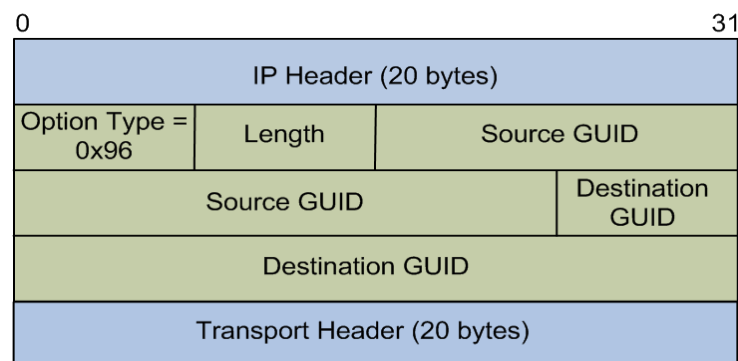 0 31
IP Header (20 bytes)
Option Type =
0x96
Length
Source GUID
Source GUID
Destination
GUID
Destination GUID
Transport Header (20 bytes)